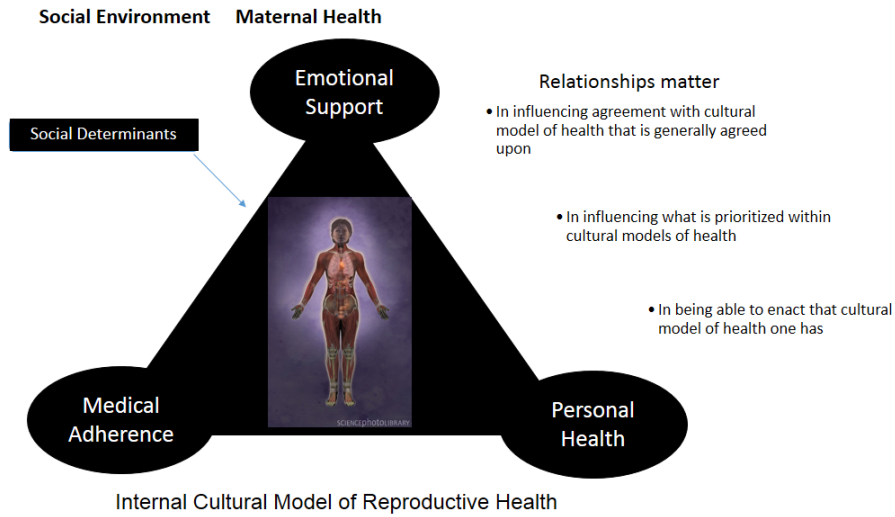 Social Environment Maternal Health
Emotional
Support
Relationships matter
• In influencing agreement with cultural
model of health that is generally agreed
upon
Social Determinants
• In influencing what is prioritized within
cultural models of health
• In being able to enact that cultural
model of health one has
Medical
Adherence
Personal
Health
SCIENCEphotoLIBRARY
Internal Cultural Model of Reproductive Health